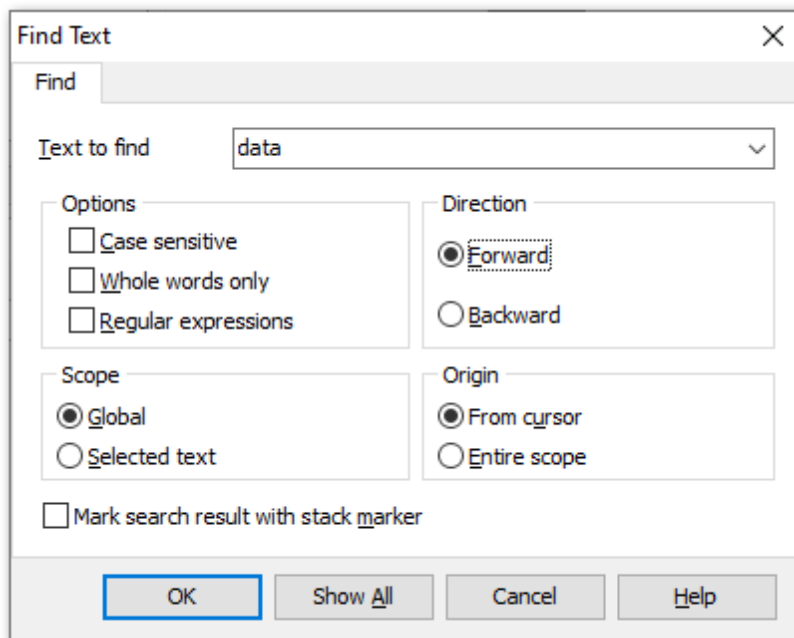 Find Text
Find
Text to find data
Options
Case sensitive
Whole words only
Regular expressions
Direction
Forward
Backward
Scope
Global
Selected text
Origin
From cursor
Entire scope
Mark search result with stack marker
OK Show All Cancel Help